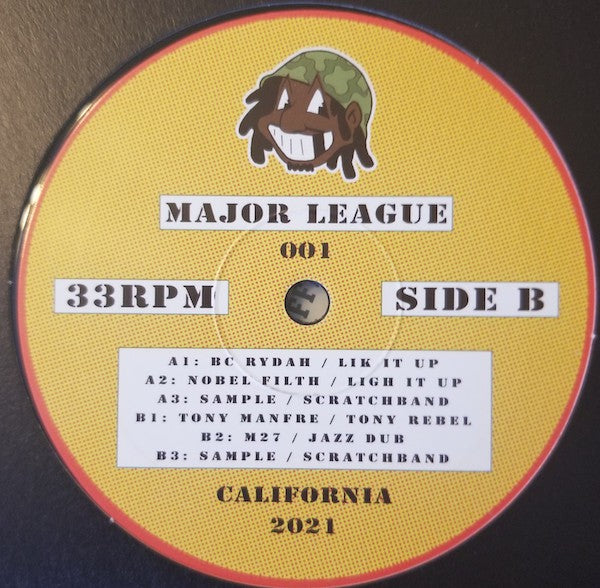 MAJOR LEAGUE
001
33RPM SIDE B
A1: BC RYDAH / LIK IT UP
A2: NOBEL FILTH / LIGH IT UP
A3: SAMPLE / SCRATCHBAND
B1: TONY MANFRE / TONY REBEL
B2: M27 / JAZZ DUB
B3: SAMPLE / SCRATCHBAND
CALIFORNIA
2021